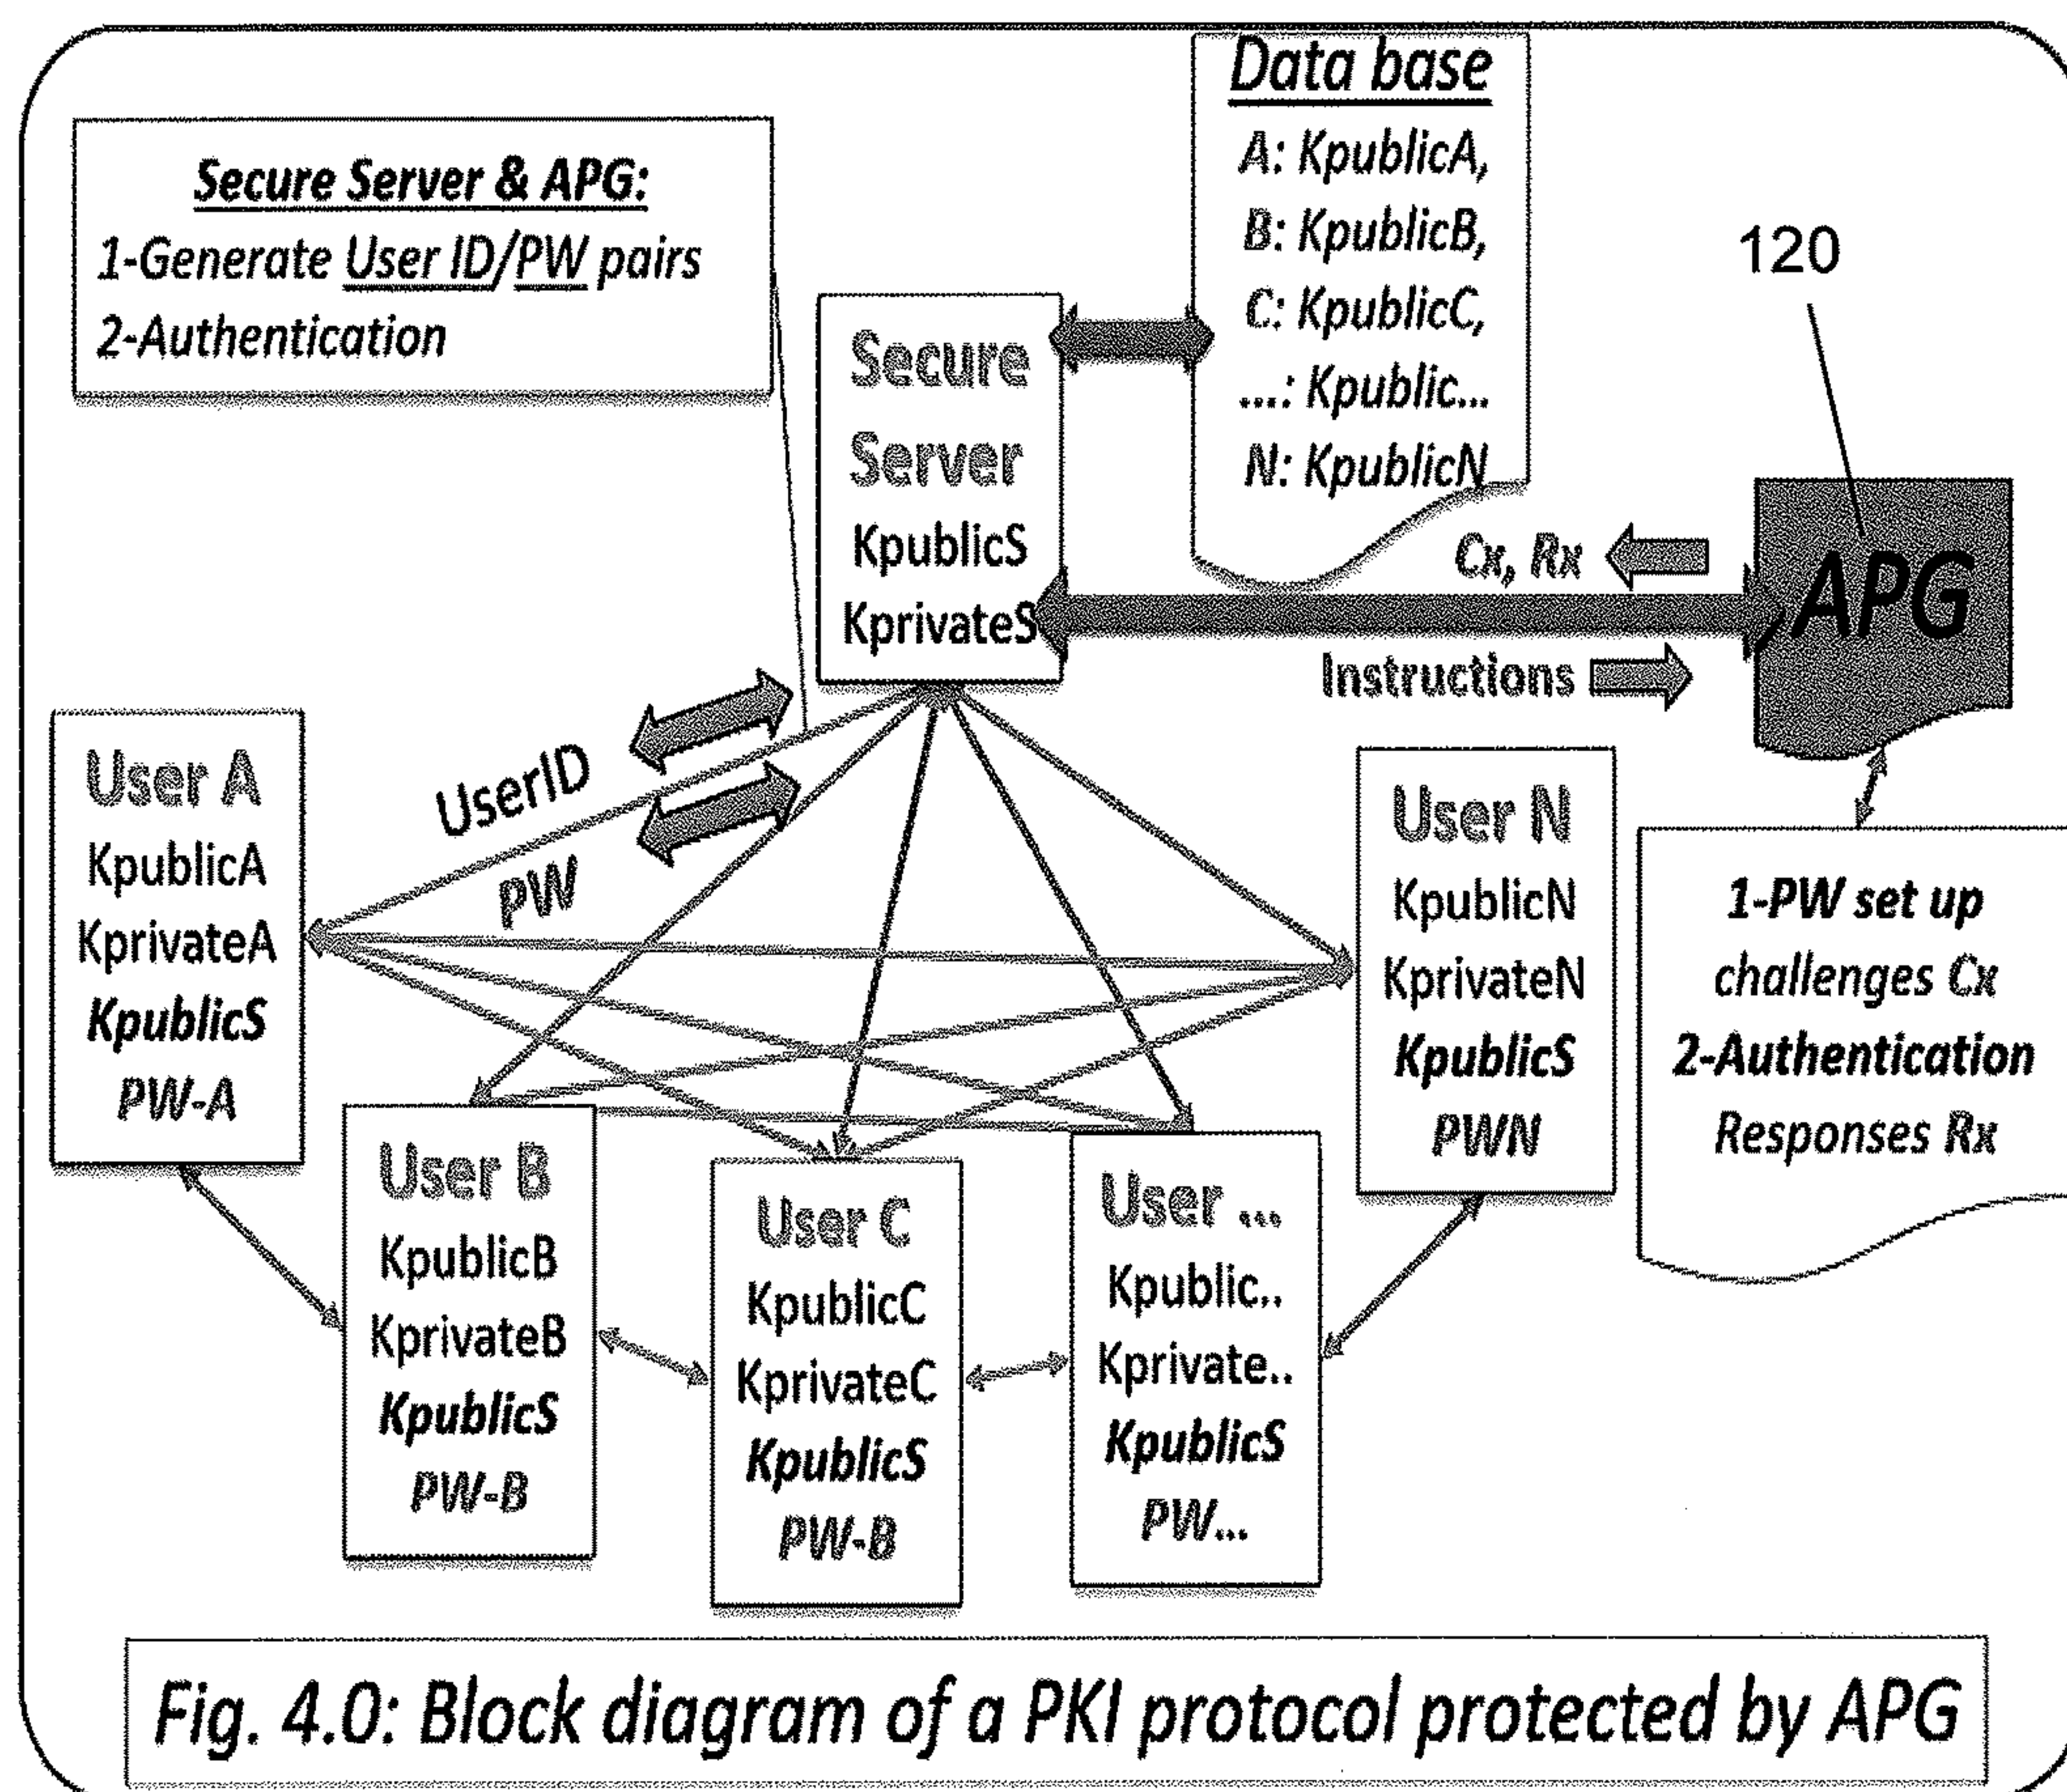 Data base
A: KpublicA,
B: KpublicB,
C: KpublicC,
...: Kpublic...
N: KpublicN
Secure Server & APG:
1-Generate User ID/PW pairs
2-Authentication
120
Secure
Server
KpublicS
KprivateS
Cx, Rx
APG
Instructions
UserID
PW
User A
KpublicA
KprivateA
KpublicS
PW-A
User B
KpublicB
KprivateB
KpublicS
PW-B
User C
KpublicC
KprivateC
KpublicS
PW-B
User ...
Kpublic..
Kprivate..
KpublicS
PW...
User N
KpublicN
KprivateN
KpublicS
PWN
1-PW set up
challenges Cx
2-Authentication
Responses Rx
Fig. 4.0: Block diagram of a PKI protocol protected by APG